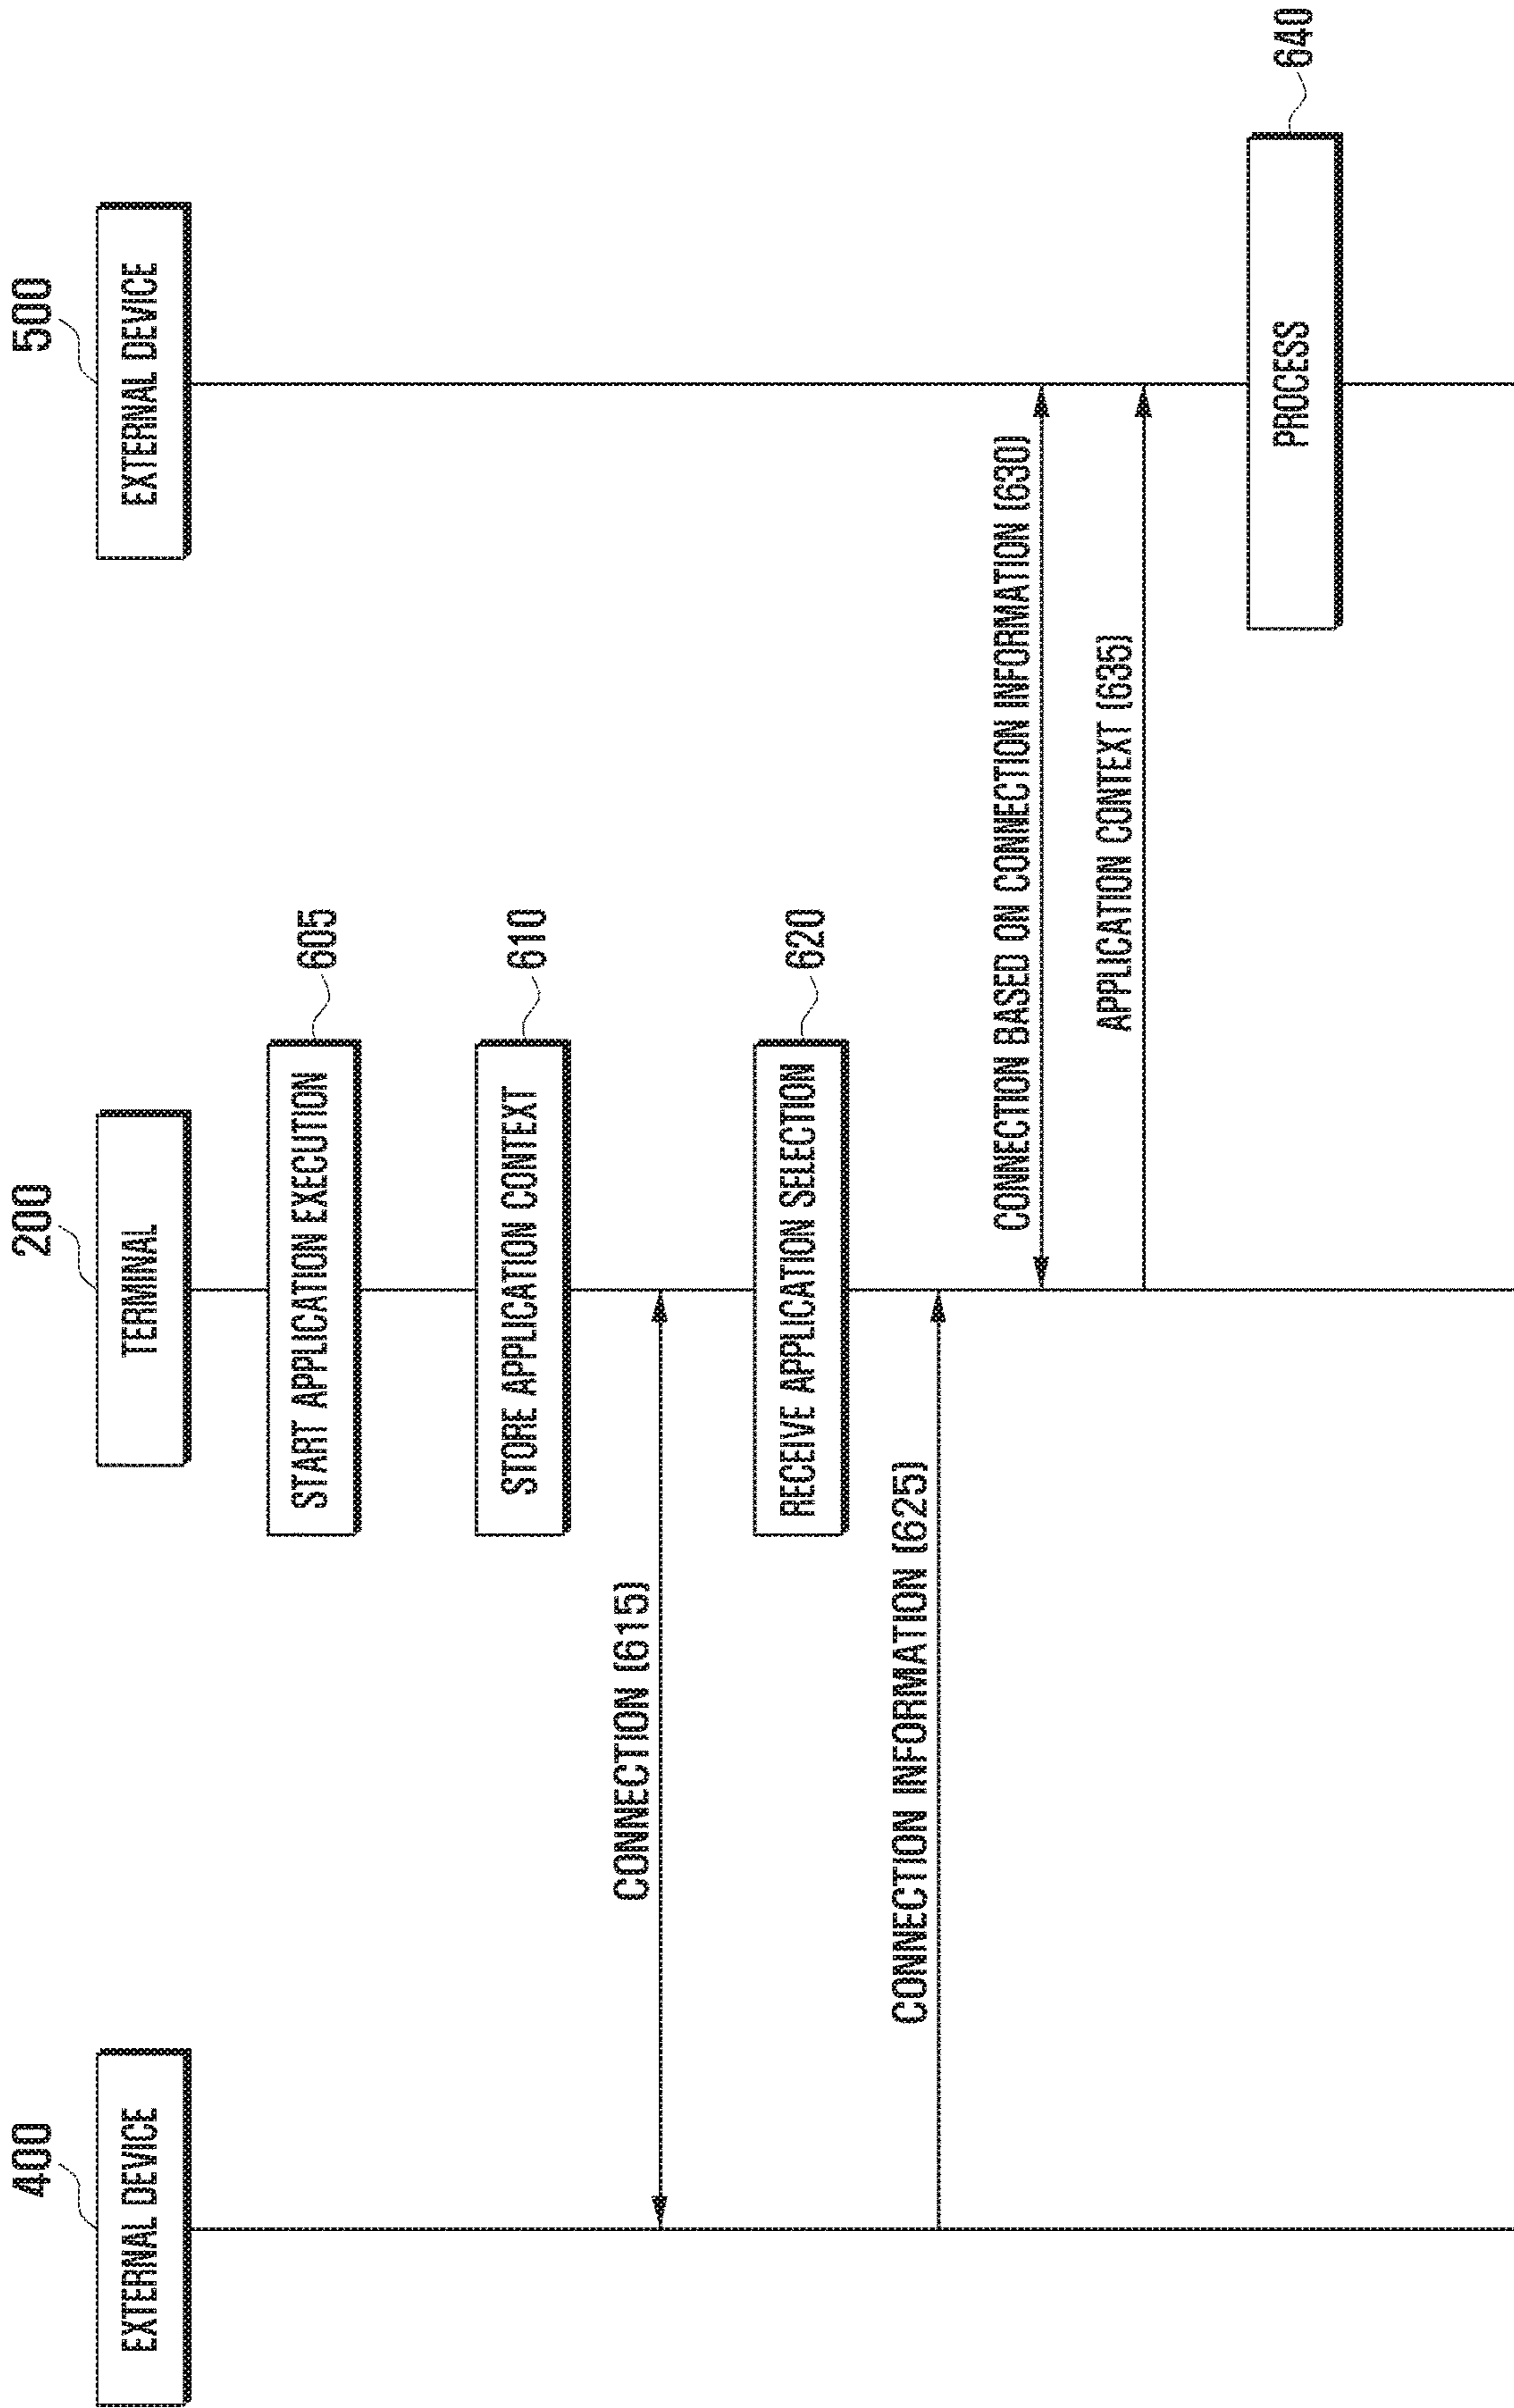 400
EXTERNAL DEVICE
200
TERMINAL
500
EXTERNAL DEVICE
START APPLICATION EXECUTION
605
STORE APPLICATION CONTEXT
610
CONNECTION (615)
RECEIVE APPLICATION SELECTION
620
CONNECTION INFORMATION (625)
CONNECTION BASED ON CONNECTION INFORMATION (630)
APPLICATION CONTEXT (635)
PROCESS
640